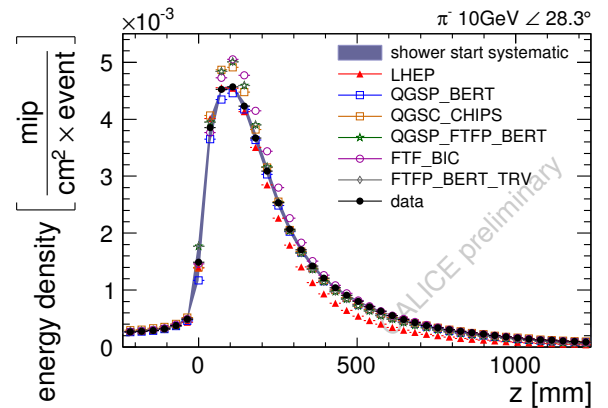 ×10⁻³
π⁻ 10GeV ∠ 28.3°
energy density [mip / cm² × event]
5
4
3
2
1
0
shower start systematic
LHEP
QGSP_BERT
QGSC_CHIPS
QGSP_FTFP_BERT
FTF_BIC
FTFP_BERT_TRV
data
CALICE preliminary
0
500
1000
z [mm]